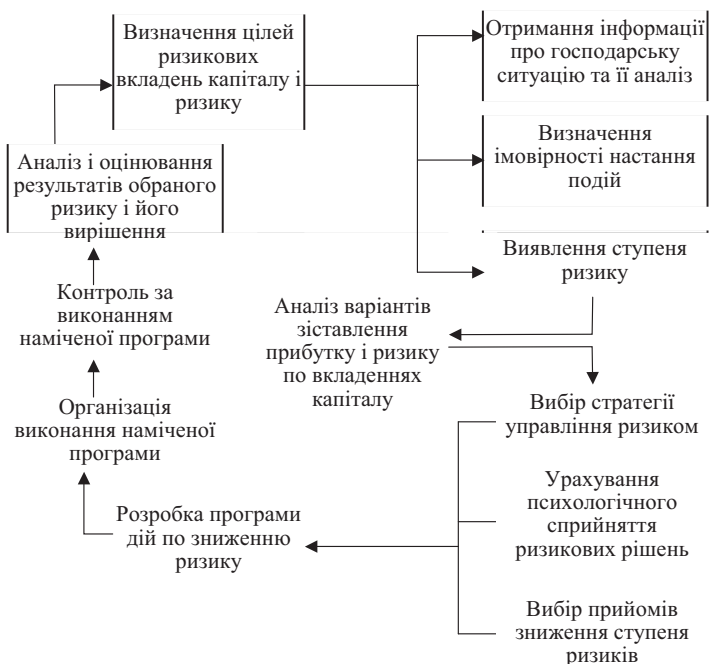 Визначення цілей
ризикових
вкладень капіталу і
ризику
Отримання інформації
про господарську
ситуацію та її аналіз
Визначення
імовірності настання
подій
Аналіз і оцінювання
результатів обраного
ризику і його
вирішення
Виявлення ступеня
ризику
Контроль за
виконанням
наміченої програми
Аналіз варіантів
зіставлення
прибутку і ризику
по вкладеннях
капіталу
Організація
виконання наміченої
програми
Вибір стратегії
управління ризиком
Урахування
психологічного
сприйняття
ризикових рішень
Розробка програми
дій по зниженню
ризику
Вибір прийомів
зниження ступеня
ризиків